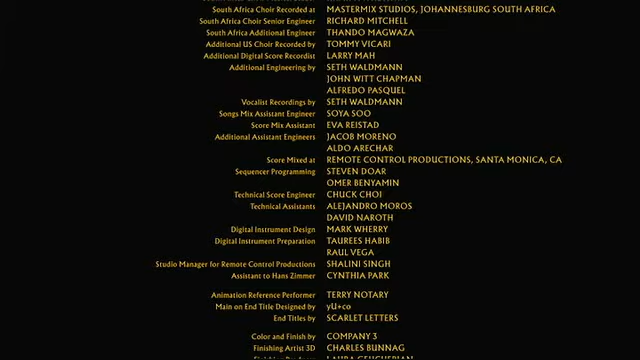 South Africa Choir Recorded at MASTERMIX STUDIOS, JOHANNESBURG SOUTH AFRICA
South Africa Choir Senior Engineer RICHARD MITCHELL
South Africa Additional Engineer THANDO MAGWAZA
Additional US Choir Recorded by TOMMY VICARI
Additional Digital Score Recordist LARRY MAH
Additional Engineering by SETH WALDMANN
JOHN WITT CHAPMAN
ALFREDO PASQUEL
Vocalist Recordings by SETH WALDMANN
Songs Mix Assistant Engineer SOYA SOO
Score Mix Assistant EVA REISTAD
Additional Assistant Engineers JACOB MORENO
ALDO ARECHAR
Score Mixed at REMOTE CONTROL PRODUCTIONS, SANTA MONICA, CA
Sequencer Programming STEVEN DOAR
OMER BENYAMIN
Technical Score Engineer CHUCK CHOI
Technical Assistants ALEJANDRO MOROS
DAVID NAROTH
Digital Instrument Design MARK WHERRY
Digital Instrument Preparation TAUREES HABIB
RAUL VEGA
Studio Manager for Remote Control Productions SHALINI SINGH
Assistant to Hans Zimmer CYNTHIA PARK
Animation Reference Performer TERRY NOTARY
Main on End Title Designed by yU+co
End Titles by SCARLET LETTERS
Color and Finish by COMPANY 3
Finishing Artist 3D CHARLES BUNNAG